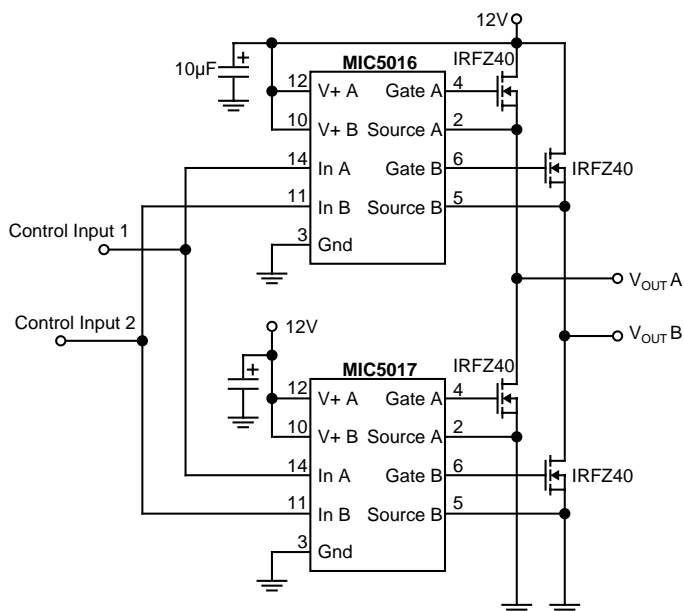 12V
MIC5016
IRFZ40
10µF
+
12 V+ A Gate A 4
10 V+ B Source A 2
14 In A Gate B 6
IRFZ40
11 In B Source B 5
3 Gnd
Control Input 1
VOUT A
Control Input 2
12V
VOUT B
MIC5017
IRFZ40
+
12 V+ A Gate A 4
10 V+ B Source A 2
14 In A Gate B 6
IRFZ40
11 In B Source B 5
3 Gnd